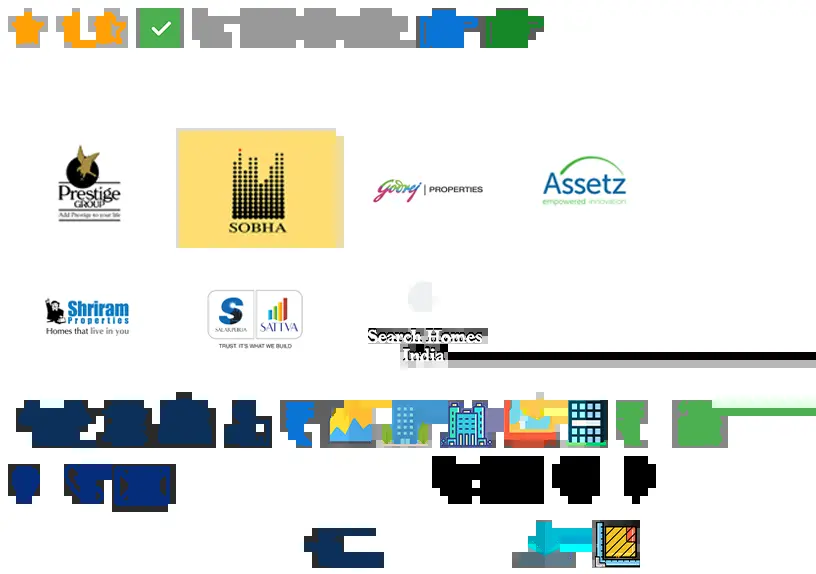 Prestige
GROUP
Add Prestige to your life
SOBHA
Godrej | PROPERTIES
Assetz
empowered innovation
Shriram
Properties
Homes that live in you
S
SALARPURIA
SATTVA
TRUST. IT'S WHAT WE BUILD
Search Homes
India